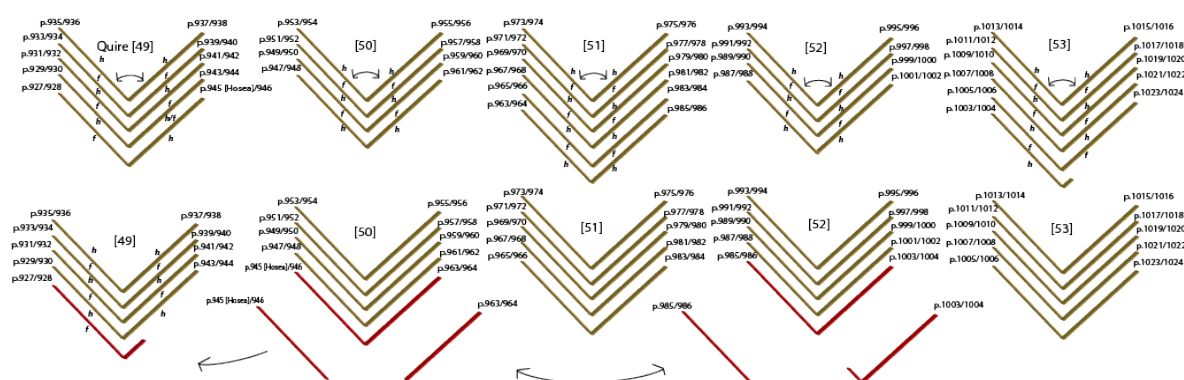 p.935/936
p.933/934
p.931/932
p.929/930
p.927/928
Quire [49]
p.937/938
p.939/940
p.941/942
p.943/944
p.945 [Hosea]/946
h
f
h
f
h
f
h
f
h/f
h
p.953/954
p.951/952
p.949/950
p.947/948
[50]
p.955/956
p.957/958
p.959/960
p.961/962
h
f
h
f
h
f
h
f
p.973/974
p.971/972
p.969/970
p.967/968
p.965/966
p.963/964
[51]
p.975/976
p.977/978
p.979/980
p.981/982
p.983/984
p.985/986
h
f
h
f
h
f
h
f
h
f
h
p.993/994
p.991/992
p.989/990
p.987/988
[52]
p.995/996
p.997/998
p.999/1000
p.1001/1002
h
f
h
f
h
f
h
f
p.1013/1014
p.1011/1012
p.1009/1010
p.1007/1008
p.1005/1006
p.1003/1004
[53]
p.1015/1016
p.1017/1018
p.1019/1020
p.1021/1022
p.1023/1024
h
f
h
f
h
f
h
f
h
f
h
p.935/936
p.933/934
p.931/932
p.929/930
p.927/928
[49]
p.937/938
p.939/940
p.941/942
p.943/944
h
f
h
f
h
f
h
f
h
f
p.953/954
p.951/952
p.949/950
p.947/948
p.945 [Hosea]/946
[50]
p.955/956
p.957/958
p.959/960
p.961/962
p.963/964
p.945 [Hosea]/946
p.963/964
p.973/974
p.971/972
p.969/970
p.967/968
p.965/966
[51]
p.975/976
p.977/978
p.979/980
p.981/982
p.983/984
p.993/994
p.991/992
p.989/990
p.987/988
p.985/986
[52]
p.995/996
p.997/998
p.999/1000
p.1001/1002
p.1003/1004
p.985/986
p.1003/1004
p.1013/1014
p.1011/1012
p.1009/1010
p.1007/1008
p.1005/1006
[53]
p.1015/1016
p.1017/1018
p.1019/1020
p.1021/1022
p.1023/1024